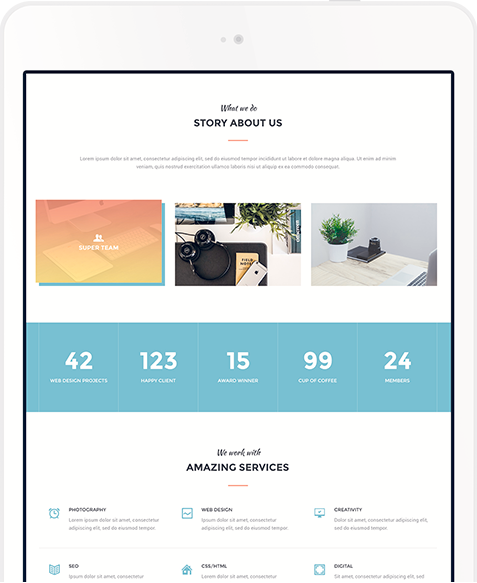 What we do
STORY ABOUT US
Lorem ipsum dolor sit amet, consectetur adipiscing elit, sed do eiusmod tempor incididunt ut labore et dolore magna aliqua. Ut enim ad minim
veniam, quis nostrud exercitation ullamco laboris nisi ut aliquip ex ea commodo consequat.
SUPER TEAM
FIELD NOTES
42
WEB DESIGN PROJECTS
123
HAPPY CLIENT
15
AWARD WINNER
99
CUP OF COFFEE
24
MEMBERS
We work with
AMAZING SERVICES
PHOTOGRAPHY
Lorem ipsum dolor sit amet, consectetur
adipiscing elit, sed do eiusmod tempor.
WEB DESIGN
Lorem ipsum dolor sit amet, consectetur
adipiscing elit, sed do eiusmod tempor.
CREATIVITY
Dolor sit amet, consectetur adipiscing elit,
sed do eiusmod tempor.
SEO
Lorem ipsum dolor sit amet, consectetur
CSS/HTML
Lorem ipsum dolor sit amet, consectetur
DIGITAL
Dolor sit amet, consectetur adipiscing elit,